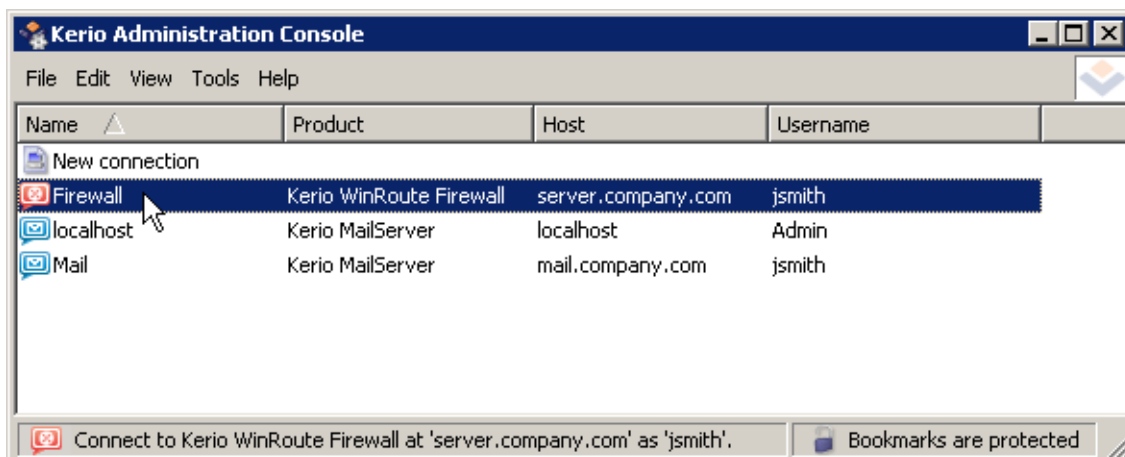 Kerio Administration Console
File Edit View Tools Help
Name Product Host Username
New connection
Firewall Kerio WinRoute Firewall server.company.com jsmith
localhost Kerio MailServer localhost Admin
Mail Kerio MailServer mail.company.com jsmith
Connect to Kerio WinRoute Firewall at 'server.company.com' as 'jsmith'. Bookmarks are protected